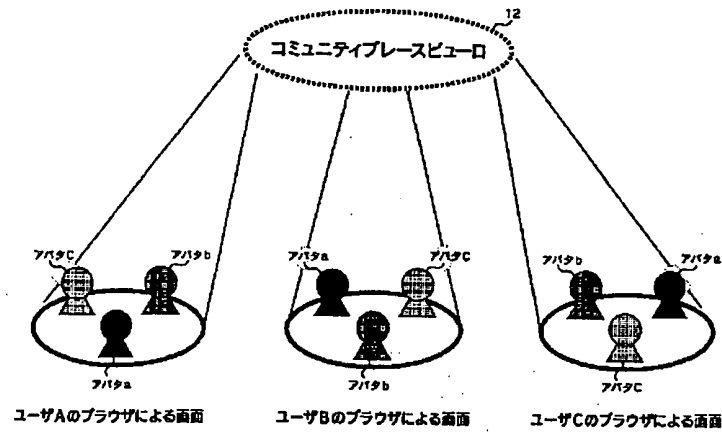 12
コミュニティプレースビューロ
アバタC
アバタb
アバタa
アバタC
アバタb
アバタa
アバタa
アバタb
アバタC
ユーザAのブラウザによる画面
ユーザBのブラウザによる画面
ユーザCのブラウザによる画面